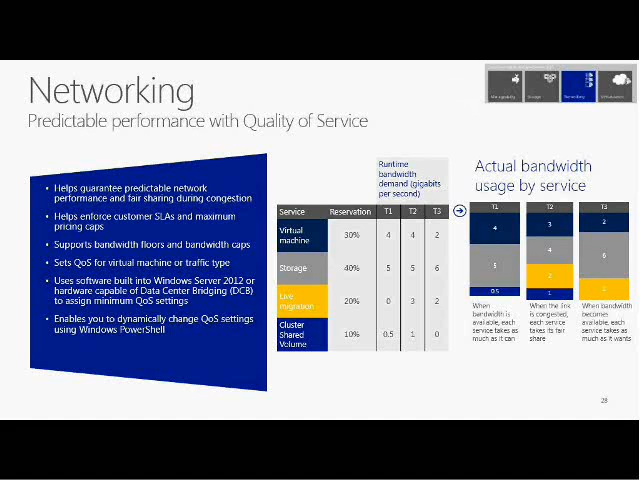 Networking
Predictable performance with Quality of Service
Helps guarantee predictable network
performance and fair sharing during congestion
Helps enforce customer SLAs and maximum
pricing caps
Supports bandwidth floors and bandwidth caps
Sets QoS for virtual machine or traffic type
Uses software built into Windows Server 2012 or
hardware capable of Data Center Bridging (DCB)
to assign minimum QoS settings
Enables you to dynamically change QoS settings
using Windows PowerShell
Runtime
bandwidth
demand (gigabits
per second)
Service Reservation T1 T2 T3
Virtual
machine 30% 4 4 2
Storage 40% 5 5 6
Live
migration 20% 0 3 2
Cluster
Shared
Volume 10% 0.5 1 0
Actual bandwidth
usage by service
T1 T2 T3
4 3 2
5 4 6
0.5 2 2
1
When
bandwidth is
available, each
service takes as
much as it can
When the link
is congested,
each service
takes its fair
share
When bandwidth
becomes
available, each
service takes as
much as it wants
28